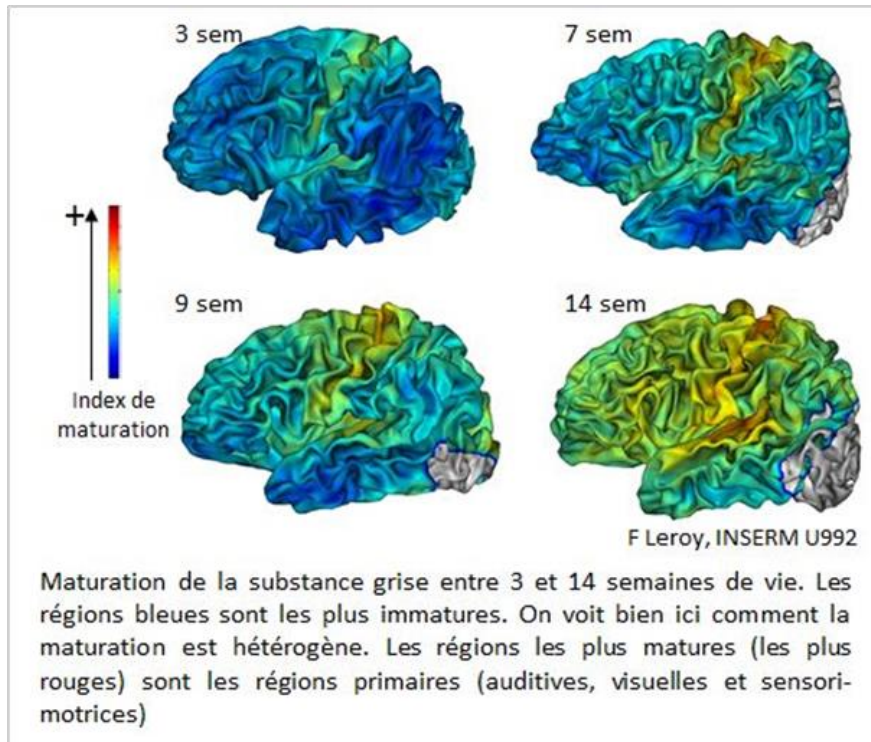 3 sem
7 sem
+
Index de
maturation
9 sem
14 sem
F Leroy, INSERM U992
Maturation de la substance grise entre 3 et 14 semaines de vie. Les
régions bleues sont les plus immatures. On voit bien ici comment la
maturation est hétérogène. Les régions les plus matures (les plus
rouges) sont les régions primaires (auditives, visuelles et sensori-
motrices)